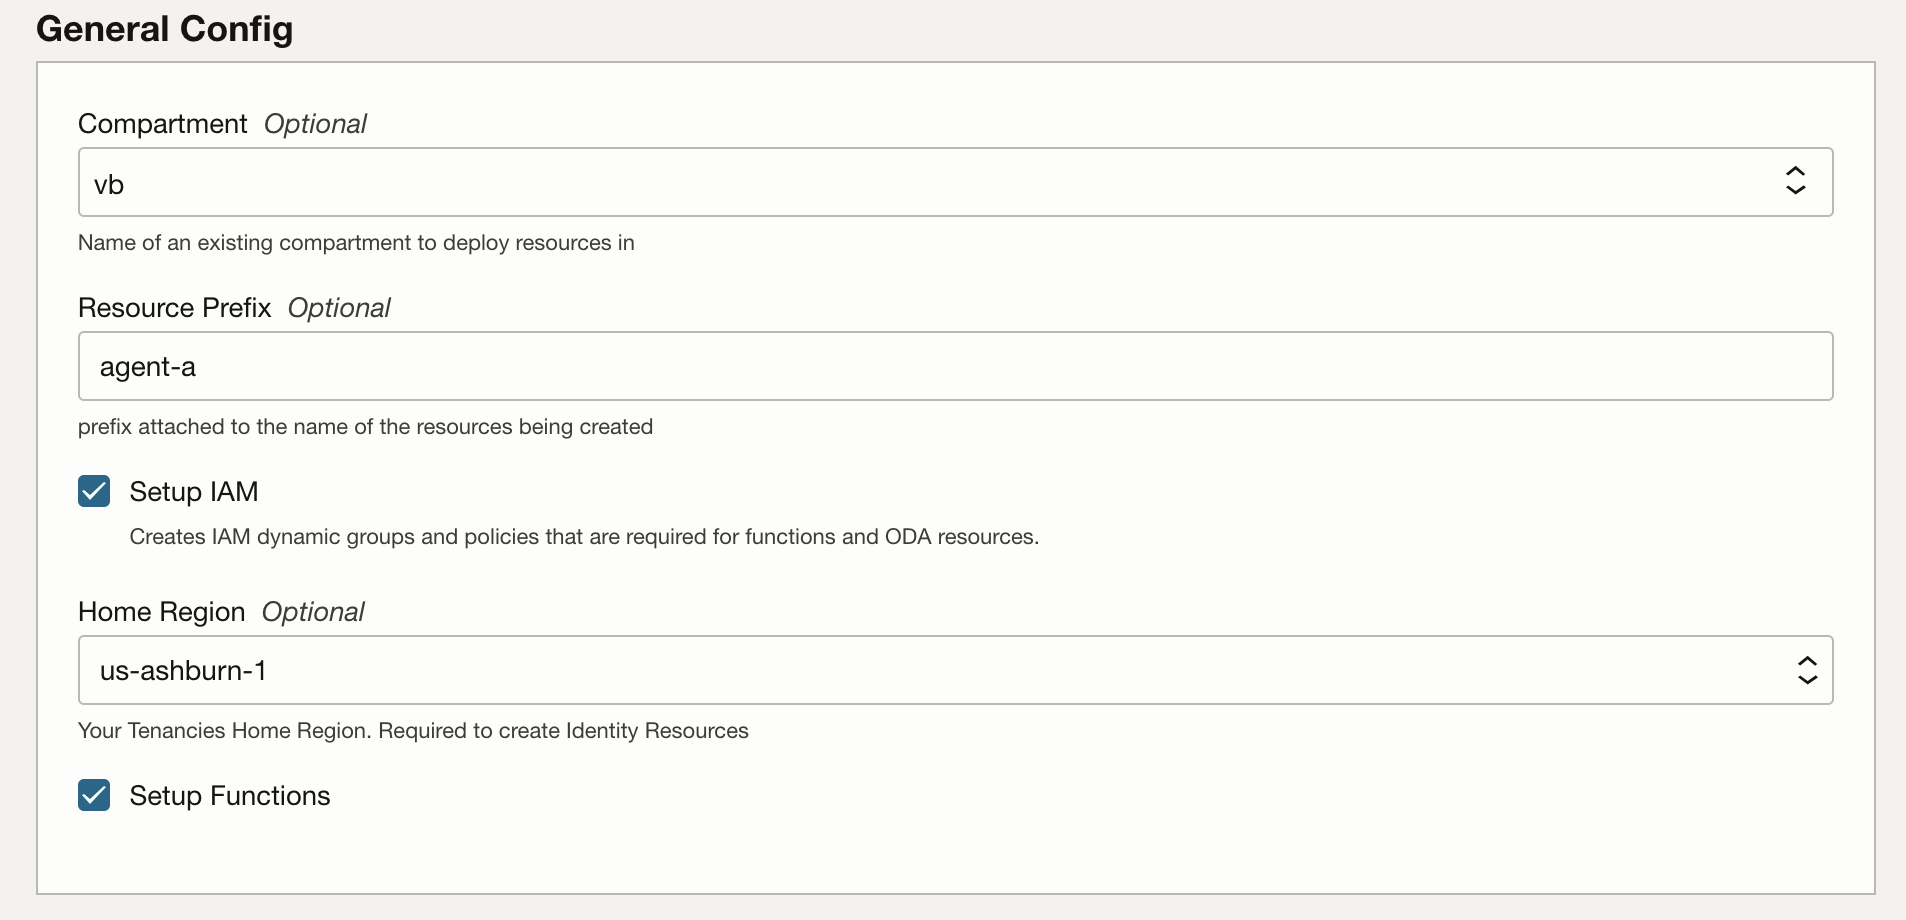 General Config
Compartment Optional
vb
Name of an existing compartment to deploy resources in
Resource Prefix Optional
agent-a
prefix attached to the name of the resources being created
Setup IAM
Creates IAM dynamic groups and policies that are required for functions and ODA resources.
Home Region Optional
us-ashburn-1
Your Tenancies Home Region. Required to create Identity Resources
Setup Functions